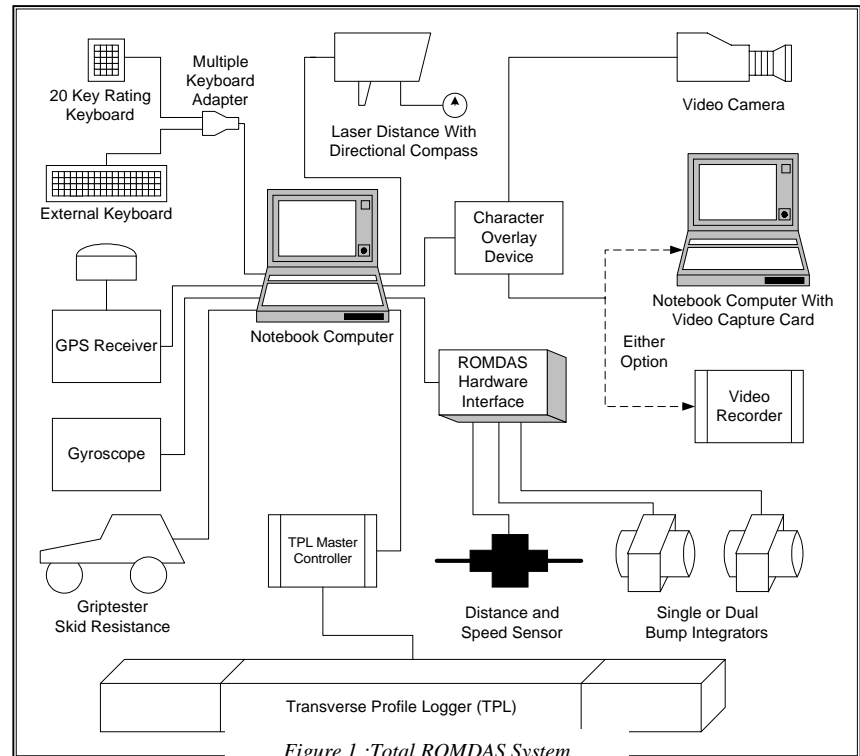 20 Key Rating
Keyboard
Multiple
Keyboard
Adapter
External Keyboard
Laser Distance With
Directional Compass
Video Camera
Character
Overlay
Device
Notebook Computer With
Video Capture Card
GPS Receiver
Notebook Computer
Either
Option
ROMDAS
Hardware
Interface
Video
Recorder
Gyroscope
TPL Master
Controller
Griptester
Skid Resistance
Distance and
Speed Sensor
Single or Dual
Bump Integrators
Transverse Profile Logger (TPL)
Figure 1 :Total ROMDAS System